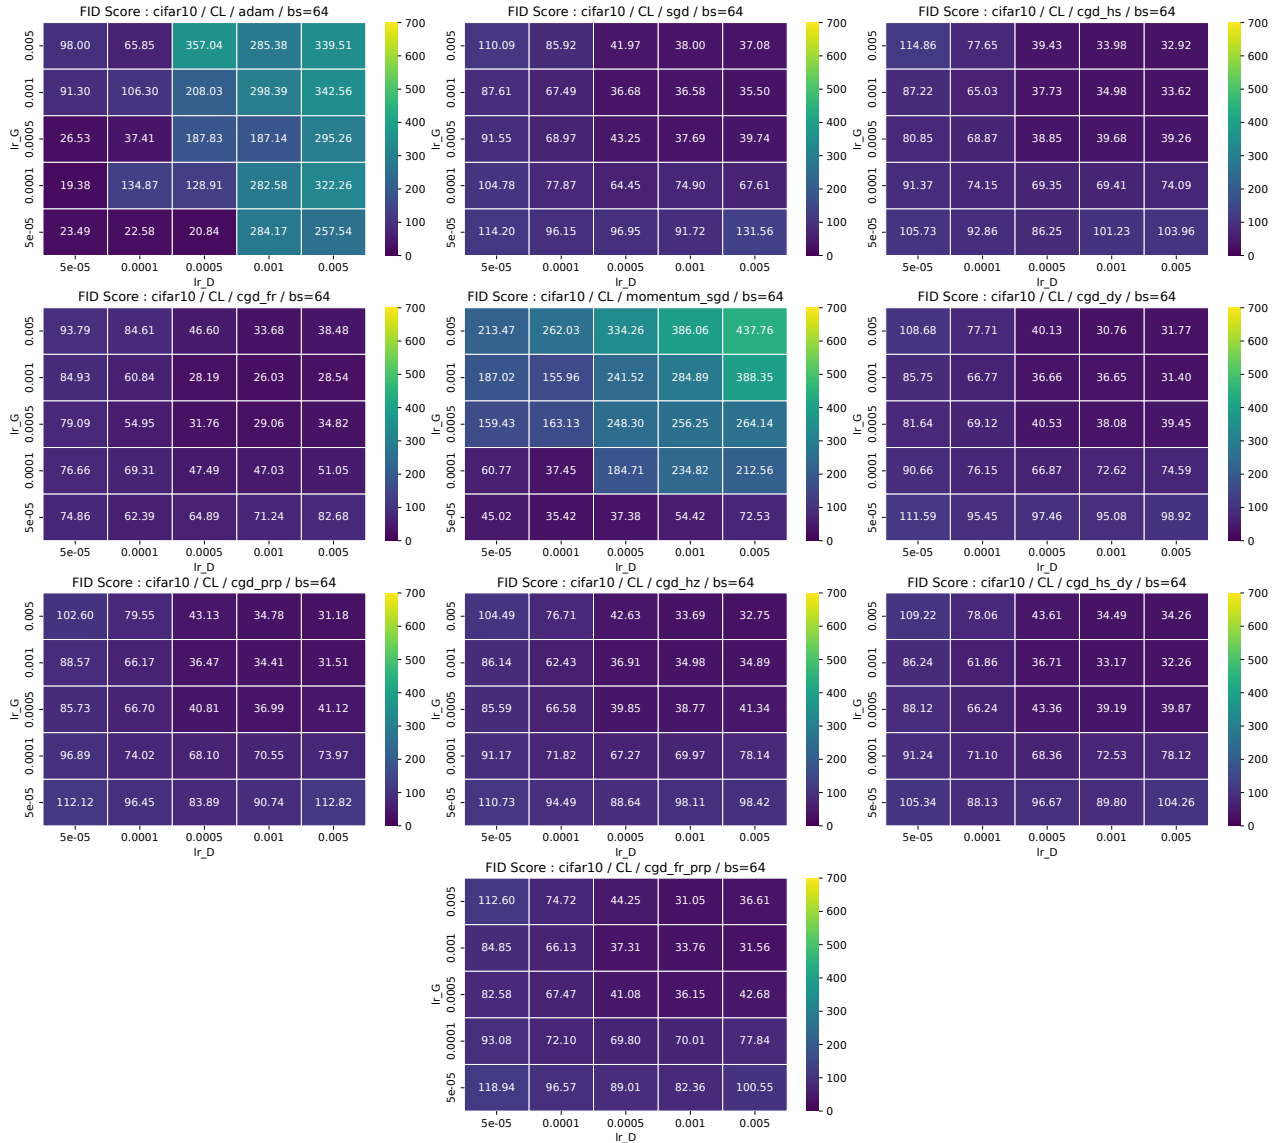 FID Score : cifar10 / CL / adam / bs=64
lr_G
0.005 98.00 65.85 357.04 285.38 339.51
0.001 91.30 106.30 208.03 298.39 342.56
0.0005 26.53 37.41 187.83 187.14 295.26
0.0001 19.38 134.87 128.91 282.58 322.26
5e-05 23.49 22.58 20.84 284.17 257.54
5e-05 0.0001 0.0005 0.001 0.005
lr_D
700
600
500
400
300
200
100
0
FID Score : cifar10 / CL / sgd / bs=64
lr_G
0.005 110.09 85.92 41.97 38.00 37.08
0.001 87.61 67.49 36.68 36.58 35.50
0.0005 91.55 68.97 43.25 37.69 39.74
0.0001 104.78 77.87 64.45 74.90 67.61
5e-05 114.20 96.15 96.95 91.72 131.56
5e-05 0.0001 0.0005 0.001 0.005
lr_D
700
600
500
400
300
200
100
0
FID Score : cifar10 / CL / cgd_hs / bs=64
lr_G
0.005 114.86 77.65 39.43 33.98 32.92
0.001 87.22 65.03 37.73 34.98 33.62
0.0005 80.85 68.87 38.85 39.68 39.26
0.0001 91.37 74.15 69.35 69.41 74.09
5e-05 105.73 92.86 86.25 101.23 103.96
5e-05 0.0001 0.0005 0.001 0.005
lr_D
700
600
500
400
300
200
100
0
FID Score : cifar10 / CL / cgd_fr / bs=64
lr_G
0.005 93.79 84.61 46.60 33.68 38.48
0.001 84.93 60.84 28.19 26.03 28.54
0.0005 79.09 54.95 31.76 29.06 34.82
0.0001 76.66 69.31 47.49 47.03 51.05
5e-05 74.86 62.39 64.89 71.24 82.68
5e-05 0.0001 0.0005 0.001 0.005
lr_D
700
600
500
400
300
200
100
0
FID Score : cifar10 / CL / momentum_sgd / bs=64
lr_G
0.005 213.47 262.03 334.26 386.06 437.76
0.001 187.02 155.96 241.52 284.89 388.35
0.0005 159.43 163.13 248.30 256.25 264.14
0.0001 60.77 37.45 184.71 234.82 212.56
5e-05 45.02 35.42 37.38 54.42 72.53
5e-05 0.0001 0.0005 0.001 0.005
lr_D
700
600
500
400
300
200
100
0
FID Score : cifar10 / CL / cgd_dy / bs=64
lr_G
0.005 108.68 77.71 40.13 30.76 31.77
0.001 85.75 66.77 36.66 36.65 31.40
0.0005 81.64 69.12 40.53 38.08 39.45
0.0001 90.66 76.15 66.87 72.62 74.59
5e-05 111.59 95.45 97.46 95.08 98.92
5e-05 0.0001 0.0005 0.001 0.005
lr_D
700
600
500
400
300
200
100
0
FID Score : cifar10 / CL / cgd_prp / bs=64
lr_G
0.005 102.60 79.55 43.13 34.78 31.18
0.001 88.57 66.17 36.47 34.41 31.51
0.0005 85.73 66.70 40.81 36.99 41.12
0.0001 96.89 74.02 68.10 70.55 73.97
5e-05 112.12 96.45 83.89 90.74 112.82
5e-05 0.0001 0.0005 0.001 0.005
lr_D
700
600
500
400
300
200
100
0
FID Score : cifar10 / CL / cgd_hz / bs=64
lr_G
0.005 104.49 76.71 42.63 33.69 32.75
0.001 86.14 62.43 36.91 34.98 34.89
0.0005 85.59 66.58 39.85 38.77 41.34
0.0001 91.17 71.82 67.27 69.97 78.14
5e-05 110.73 94.49 88.64 98.11 98.42
5e-05 0.0001 0.0005 0.001 0.005
lr_D
700
600
500
400
300
200
100
0
FID Score : cifar10 / CL / cgd_hs_dy / bs=64
lr_G
0.005 109.22 78.06 43.61 34.49 34.26
0.001 86.24 61.86 36.71 33.17 32.26
0.0005 88.12 66.24 43.36 39.19 39.87
0.0001 91.24 71.10 68.36 72.53 78.12
5e-05 105.34 88.13 96.67 89.80 104.26
5e-05 0.0001 0.0005 0.001 0.005
lr_D
700
600
500
400
300
200
100
0
FID Score : cifar10 / CL / cgd_fr_prp / bs=64
lr_G
0.005 112.60 74.72 44.25 31.05 36.61
0.001 84.85 66.13 37.31 33.76 31.56
0.0005 82.58 67.47 41.08 36.15 42.68
0.0001 93.08 72.10 69.80 70.01 77.84
5e-05 118.94 96.57 89.01 82.36 100.55
5e-05 0.0001 0.0005 0.001 0.005
lr_D
700
600
500
400
300
200
100
0